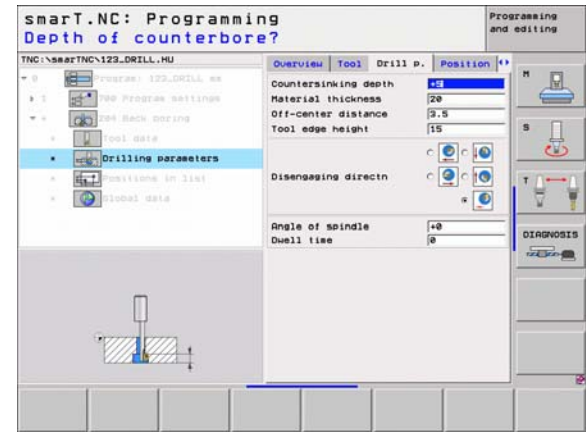 smarT.NC: Programming
Depth of counterbore?
Programming
and editing
TNC:\smarTNC\123_DRILL.HU
0 Program: 123_DRILL mm
1 700 Program settings
204 Back boring
Tool data
Drilling parameters
Positions in list
Global data
Overview Tool Drill p. Position
Countersinking depth +5
Material thickness 20
Off-center distance 3.5
Tool edge height 15
Disengaging directn
Angle of spindle +0
Dwell time 0
M
S
T
DIAGNOSIS